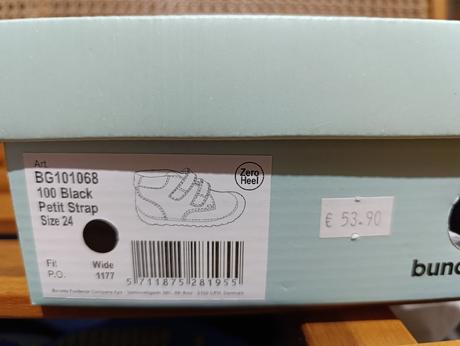 Art.
BG101068
100 Black
Petit Strap
Size 24
Zero
Heel
Fit Wide
P.O. 1177
5 711875 281955
€ 53.90
bund